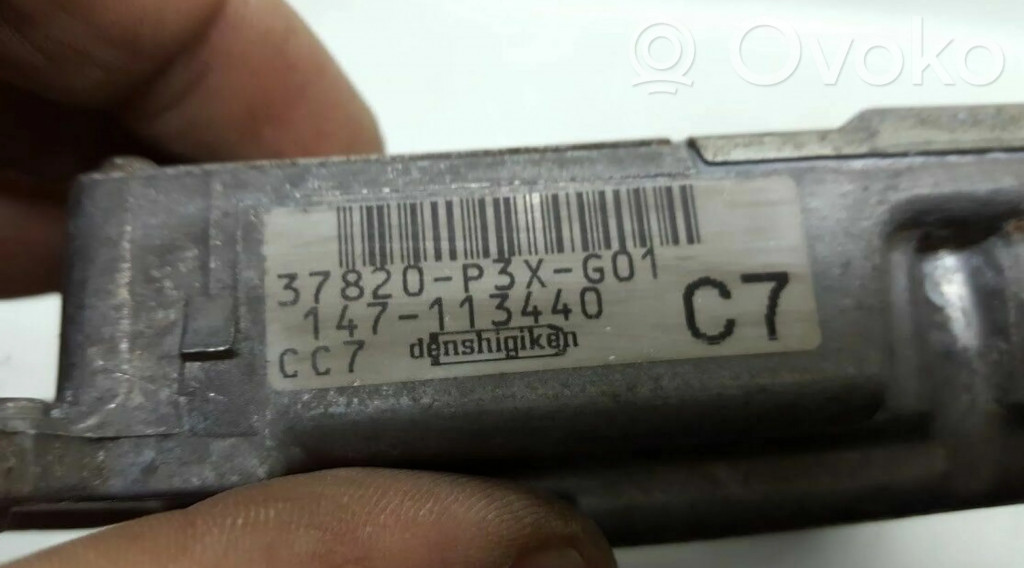 Ovoko
37820-P3X-G01
147-113440
C7
CC7 denshigiken